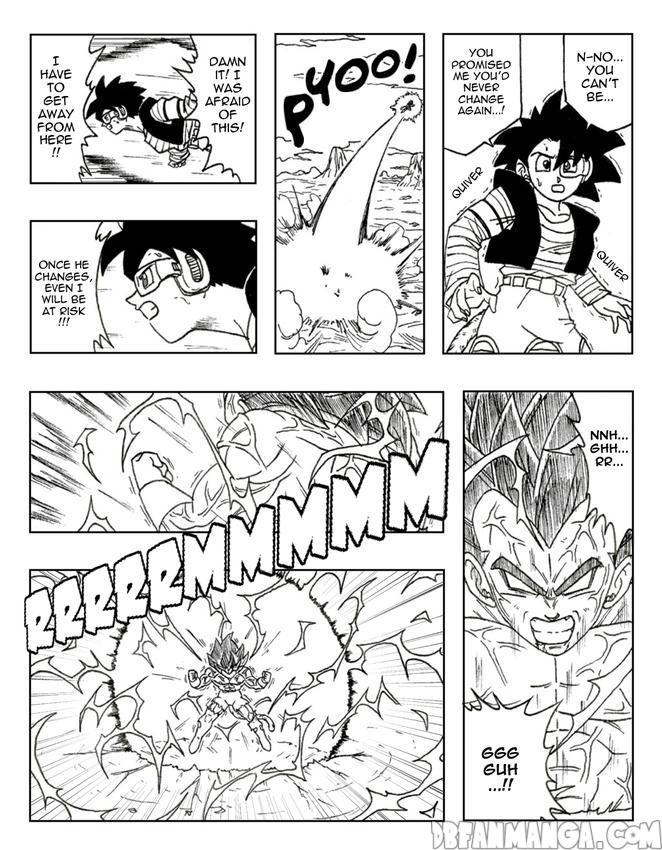 N-NO...
YOU
CAN'T
BE...
YOU
PROMISED
ME YOU'D
NEVER
CHANGE
AGAIN...!
QUIVER
QUIVER
PYOO!
DAMN
IT! I
WAS
AFRAID
OF
THIS!
I
HAVE
TO
GET
AWAY
FROM
HERE
!!
ONCE HE
CHANGES,
EVEN I
WILL BE
AT RISK
!!!
NNH...
GHH...
RR...
GGG
GUH
...!!
RRRRRRMMMMMM
DBFANMANGA.COM